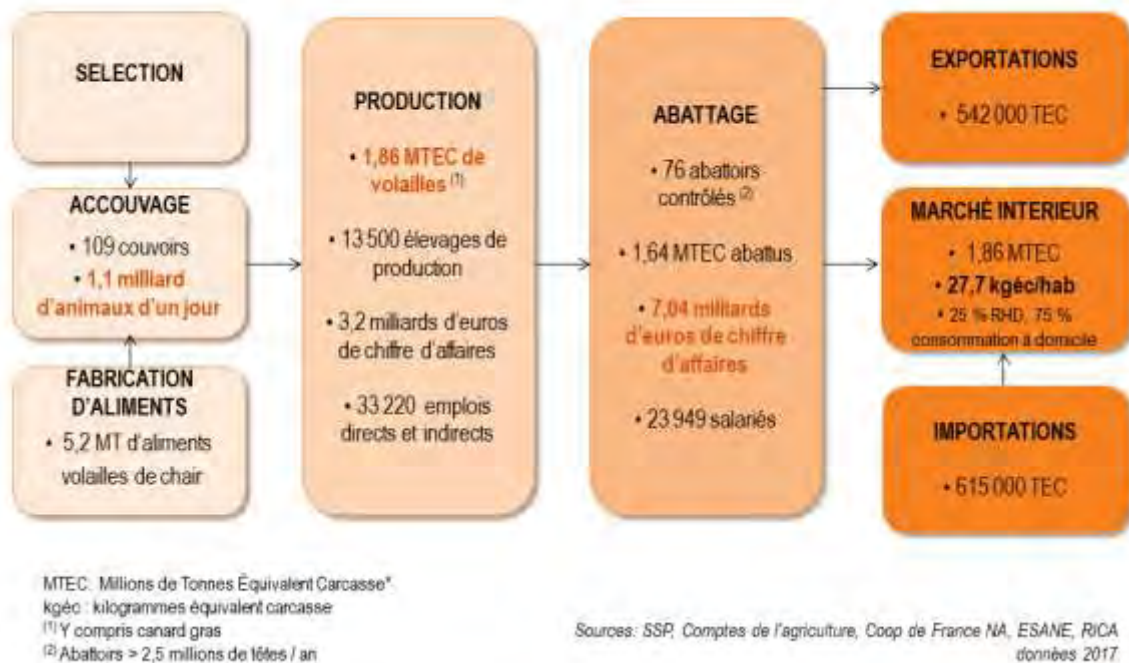 SELECTION
ACCOUVAGE
• 109 couvoirs
• 1,1 milliard
d'animaux d'un jour
FABRICATION
D'ALIMENTS
• 5,2 MT d'aliments
volailles de chair
PRODUCTION
• 1,86 MTEC de
volailles (1)
• 13 500 élevages de
production
• 3,2 milliards d'euros
de chiffre d'affaires
• 33 220 emplois
directs et indirects
ABATTAGE
• 76 abattoirs
contrôlés (2)
• 1,64 MTEC abattus
• 7,04 milliards
d'euros de chiffre
d'affaires
• 23 949 salariés
EXPORTATIONS
• 542 000 TEC
MARCHÉ INTERIEUR
• 1,86 MTEC
• 27,7 kgéc/hab
• 25 % RHD, 75 %
consommation à domicile
IMPORTATIONS
• 615 000 TEC
MTEC: Millions de Tonnes Équivalent Carcasse*
kgéc : kilogrammes équivalent carcasse
(1) Y compris canard gras
(2) Abattoirs > 2,5 millions de têtes / an
Sources: SSP, Comptes de l'agriculture, Coop de France NA, ESANE, RICA
données 2017